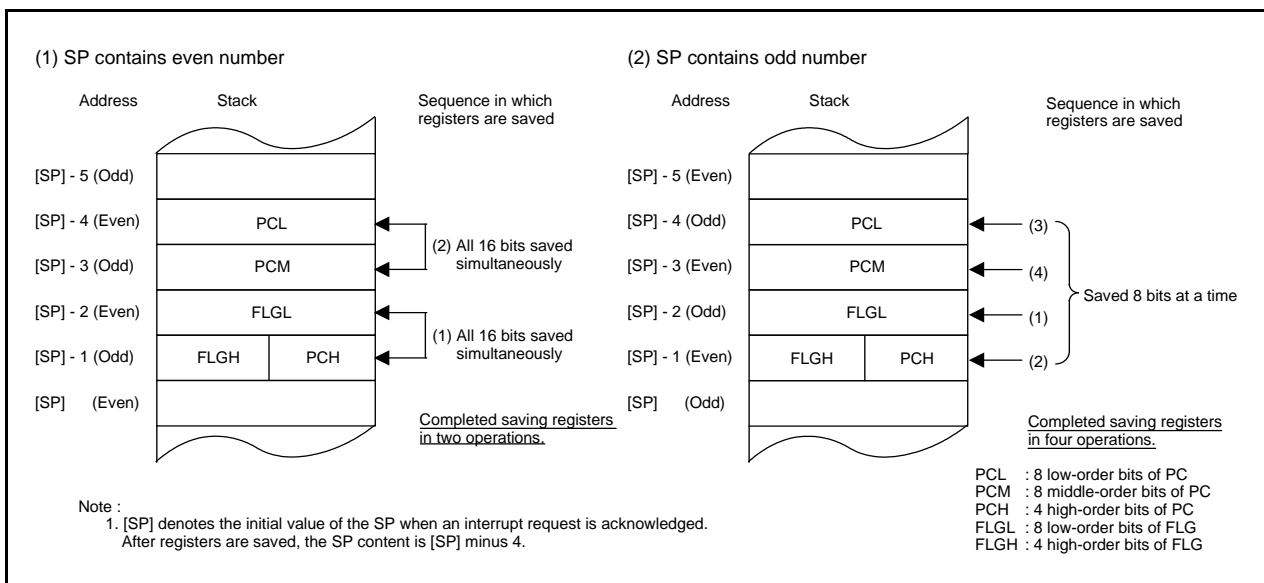 (1) SP contains even number
Address Stack Sequence in which
registers are saved
[SP] - 5 (Odd)
[SP] - 4 (Even) PCL
(2) All 16 bits saved
simultaneously
[SP] - 3 (Odd) PCM
[SP] - 2 (Even) FLGL
(1) All 16 bits saved
simultaneously
[SP] - 1 (Odd) FLGH PCH
[SP] (Even)
Completed saving registers
in two operations.
(2) SP contains odd number
Address Stack Sequence in which
registers are saved
[SP] - 5 (Even)
[SP] - 4 (Odd) PCL (3)
[SP] - 3 (Even) PCM (4)
Saved 8 bits at a time
[SP] - 2 (Odd) FLGL (1)
[SP] - 1 (Even) FLGH PCH (2)
[SP] (Odd)
Completed saving registers
in four operations.
PCL : 8 low-order bits of PC
PCM : 8 middle-order bits of PC
PCH : 4 high-order bits of PC
FLGL : 8 low-order bits of FLG
FLGH : 4 high-order bits of FLG
Note :
1. [SP] denotes the initial value of the SP when an interrupt request is acknowledged.
After registers are saved, the SP content is [SP] minus 4.